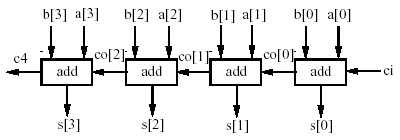 b[3] a[3] b[2] a[2] b[1] a[1] b[0] a[0]
c4 add co[2] add co[1] add co[0] add ci
s[3] s[2] s[1] s[0]